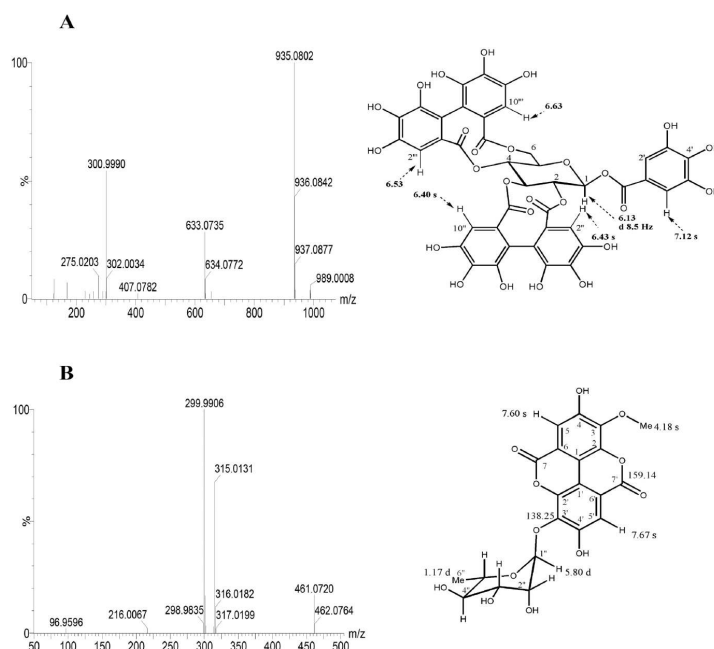 A
100
935.0802
300.9990
936.0842
%
633.0735
275.0203
302.0034
634.0772
937.0877
407.0782
989.0008
0
200
400
600
800
1000
m/z
OH
OH
HO
OH
OH
HO
HO
10'''
H
6.63
2'''
H
6.53
O
O
O
O
6
4
O
2
1
O
O
O
H
6.13
d 8.5 Hz
OH
2'
4'
O
H
7.12 s
6.40 s
H
10''
O
O
H
2''
6.43 s
HO
OH
HO
OH
HO
OH
B
100
299.9906
315.0131
%
316.0182
461.0720
96.9596
216.0067
298.9835
317.0199
462.0764
0
50
100
150
200
250
300
350
400
450
500
m/z
OH
7.60 s
H
5
4
3
O
Me
4.18 s
6
1
2
7
O
O
O
1'
7'
159.14
O
2'
6'
138.25
3'
4'
5'
H
7.67 s
O
OH
1.17 d
6''
H
1''
Me
O
H
H
5.80 d
4''
2''
H
HO
HO
OH
H